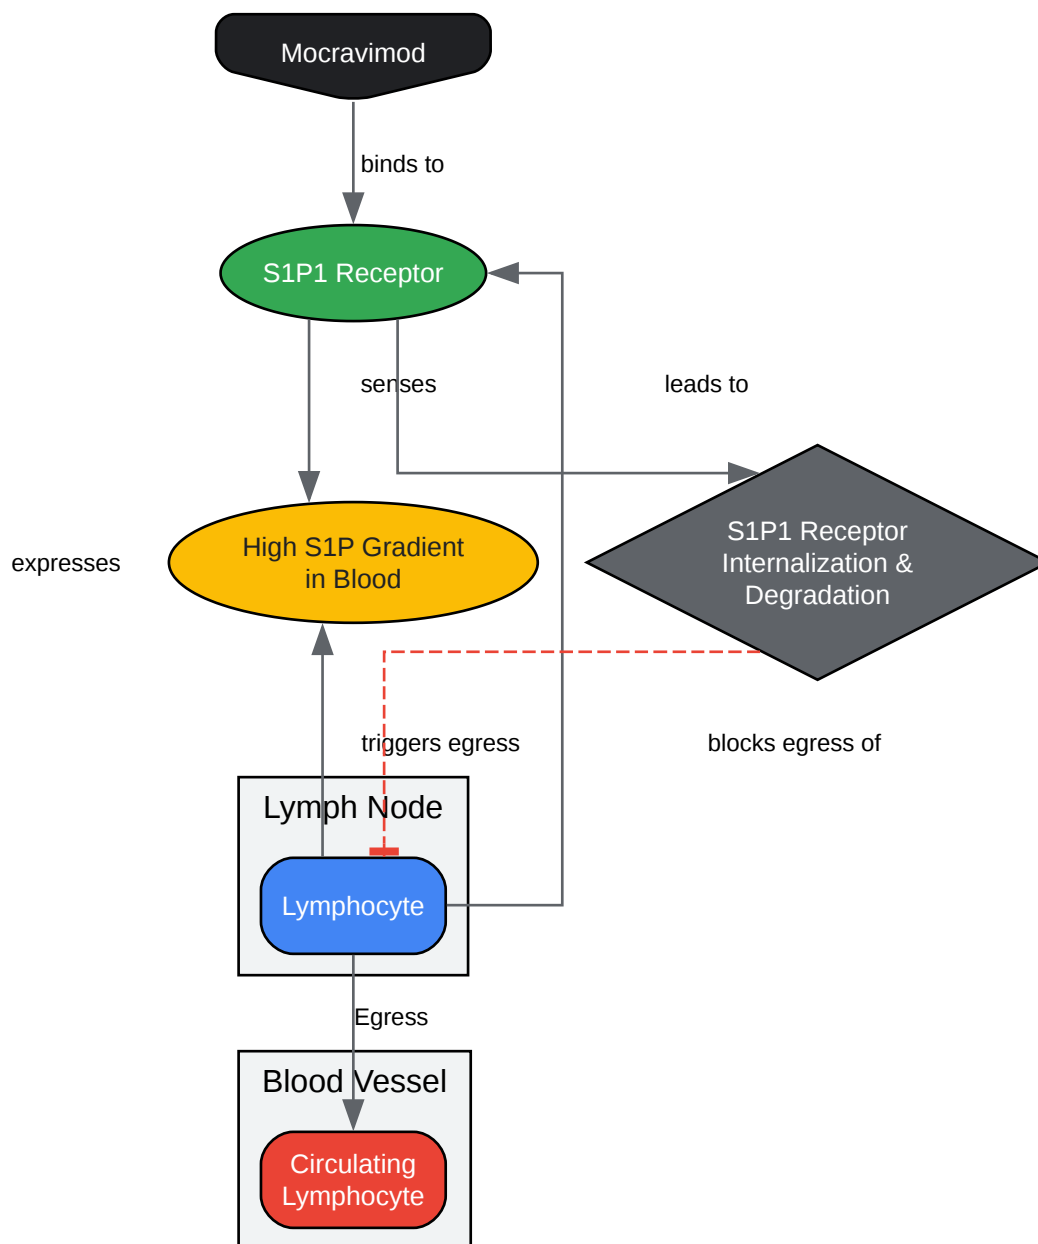 Mocravimod
binds to
S1P1 Receptor
senses
leads to
High S1P Gradient
in Blood
S1P1 Receptor
Internalization &
Degradation
expresses
triggers egress
blocks egress of
Lymph Node
Lymphocyte
Egress
Blood Vessel
Circulating
Lymphocyte